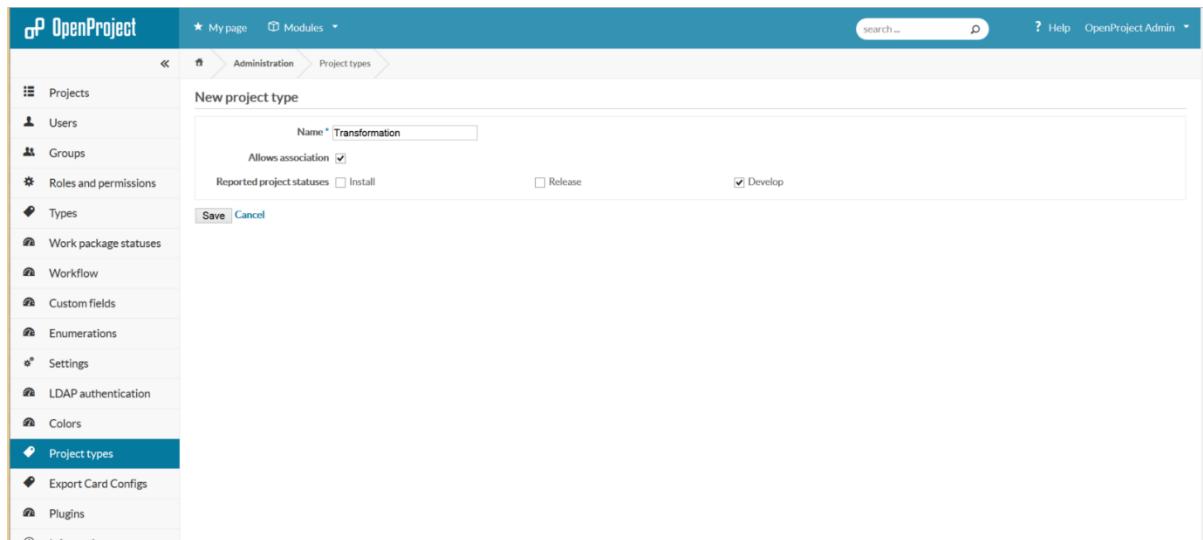 OpenProject
My page Modules
search ...
? Help OpenProject Admin
«
Administration Project types
Projects
Users
Groups
Roles and permissions
Types
Work package statuses
Workflow
Custom fields
Enumerations
Settings
LDAP authentication
Colors
Project types
Export Card Configs
Plugins
New project type
Name * Transformation
Allows association
Reported project statuses Install Release Develop
Save Cancel